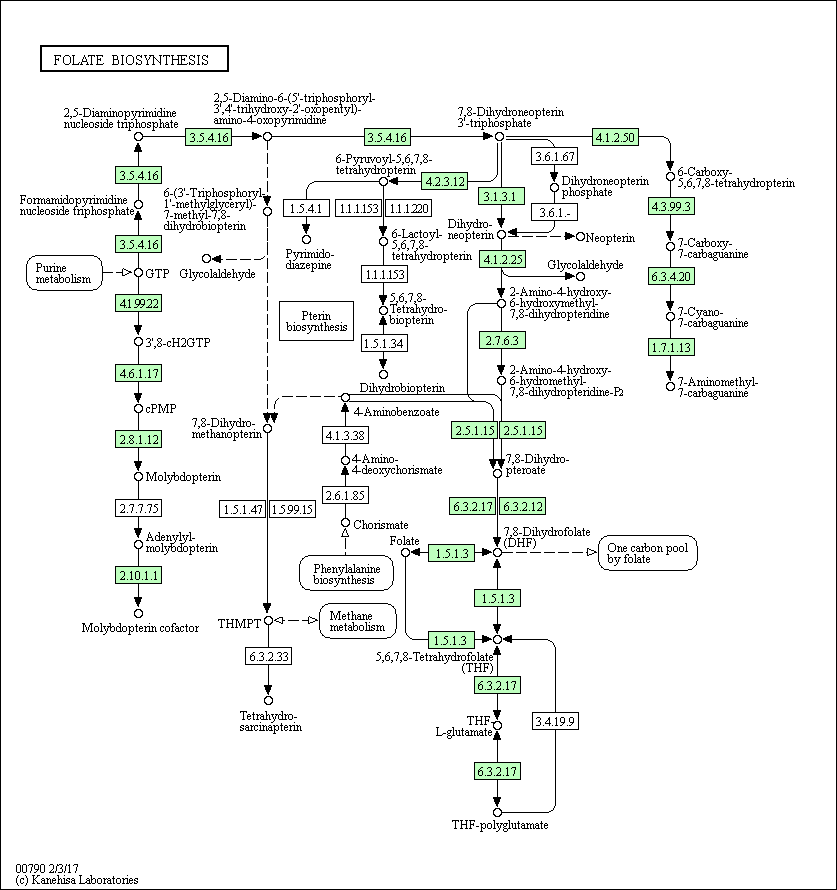 FOLATE BIOSYNTHESIS
2,5-Diaminopyrimidine
nucleoside triphosphate
2,5-Diamino-6-(5'-triphosphoryl-
3',4'-trihydroxy-2'-oxopentyl)-
amino-4-oxopyrimidine
7,8-Dihydroneopterin
3'-triphosphate
3.5.4.16
3.5.4.16
4.1.2.50
3.6.1.67
6-Pyruvoyl-5,6,7,8-
tetrahydropterin
3.5.4.16
4.2.3.12
6-Carboxy-
5,6,7,8-tetrahydropterin
Dihydroneopterin
phosphate
3.1.3.1
6-(3'-Triphosphoryl-
1'-methylglyceryl)-
7-methyl-7,8-
dihydrobiopterin
Formamidopyrimidine
nucleoside triphosphate
1.5.4.1
1.1.1.153
1.1.1.220
3.6.1.-
4.3.99.3
Dihydro-
neopterin
Neopterin
3.5.4.16
Pyrimido-
diazepine
6-Lactoyl-
5,6,7,8-
tetrahydropterin
7-Carboxy-
7-carbaguanine
4.1.2.25
Purine
metabolism
GTP
Glycolaldehyde
1.1.1.153
Glycolaldehyde
6.3.4.20
4.1.99.22
Pterin
biosynthesis
5,6,7,8-
Tetrahydro-
biopterin
2-Amino-4-hydroxy-
6-hydroxymethyl-
7,8-dihydropteridine
7-Cyano-
7-carbaguanine
3',8-cH2GTP
1.5.1.34
2.7.6.3
1.7.1.13
4.6.1.17
Dihydrobiopterin
2-Amino-4-hydroxy-
6-hydromethyl-
7,8-dihydropteridine-P2
7-Aminomethyl-
7-carbaguanine
cPMP
4-Aminobenzoate
7,8-Dihydro-
methanopterin
2.8.1.12
4.1.3.38
2.5.1.15
2.5.1.15
Molybdopterin
4-Amino-
4-deoxychorismate
7,8-Dihydro-
pteroate
2.7.7.75
1.5.1.47
1.5.99.15
2.6.1.85
6.3.2.17
6.3.2.12
Chorismate
Adenylyl-
molybdopterin
Folate
1.5.1.3
7,8-Dihydrofolate
(DHF)
One carbon pool
by folate
2.10.1.1
Phenylalanine
biosynthesis
1.5.1.3
Molybdopterin cofactor
THMPT
Methane
metabolism
1.5.1.3
6.3.2.33
5,6,7,8-Tetrahydrofolate
(THF)
6.3.2.17
Tetrahydro-
sarcinapterin
THF-
L-glutamate
3.4.19.9
6.3.2.17
THF-polyglutamate
00790 2/3/17
(c) Kanehisa Laboratories